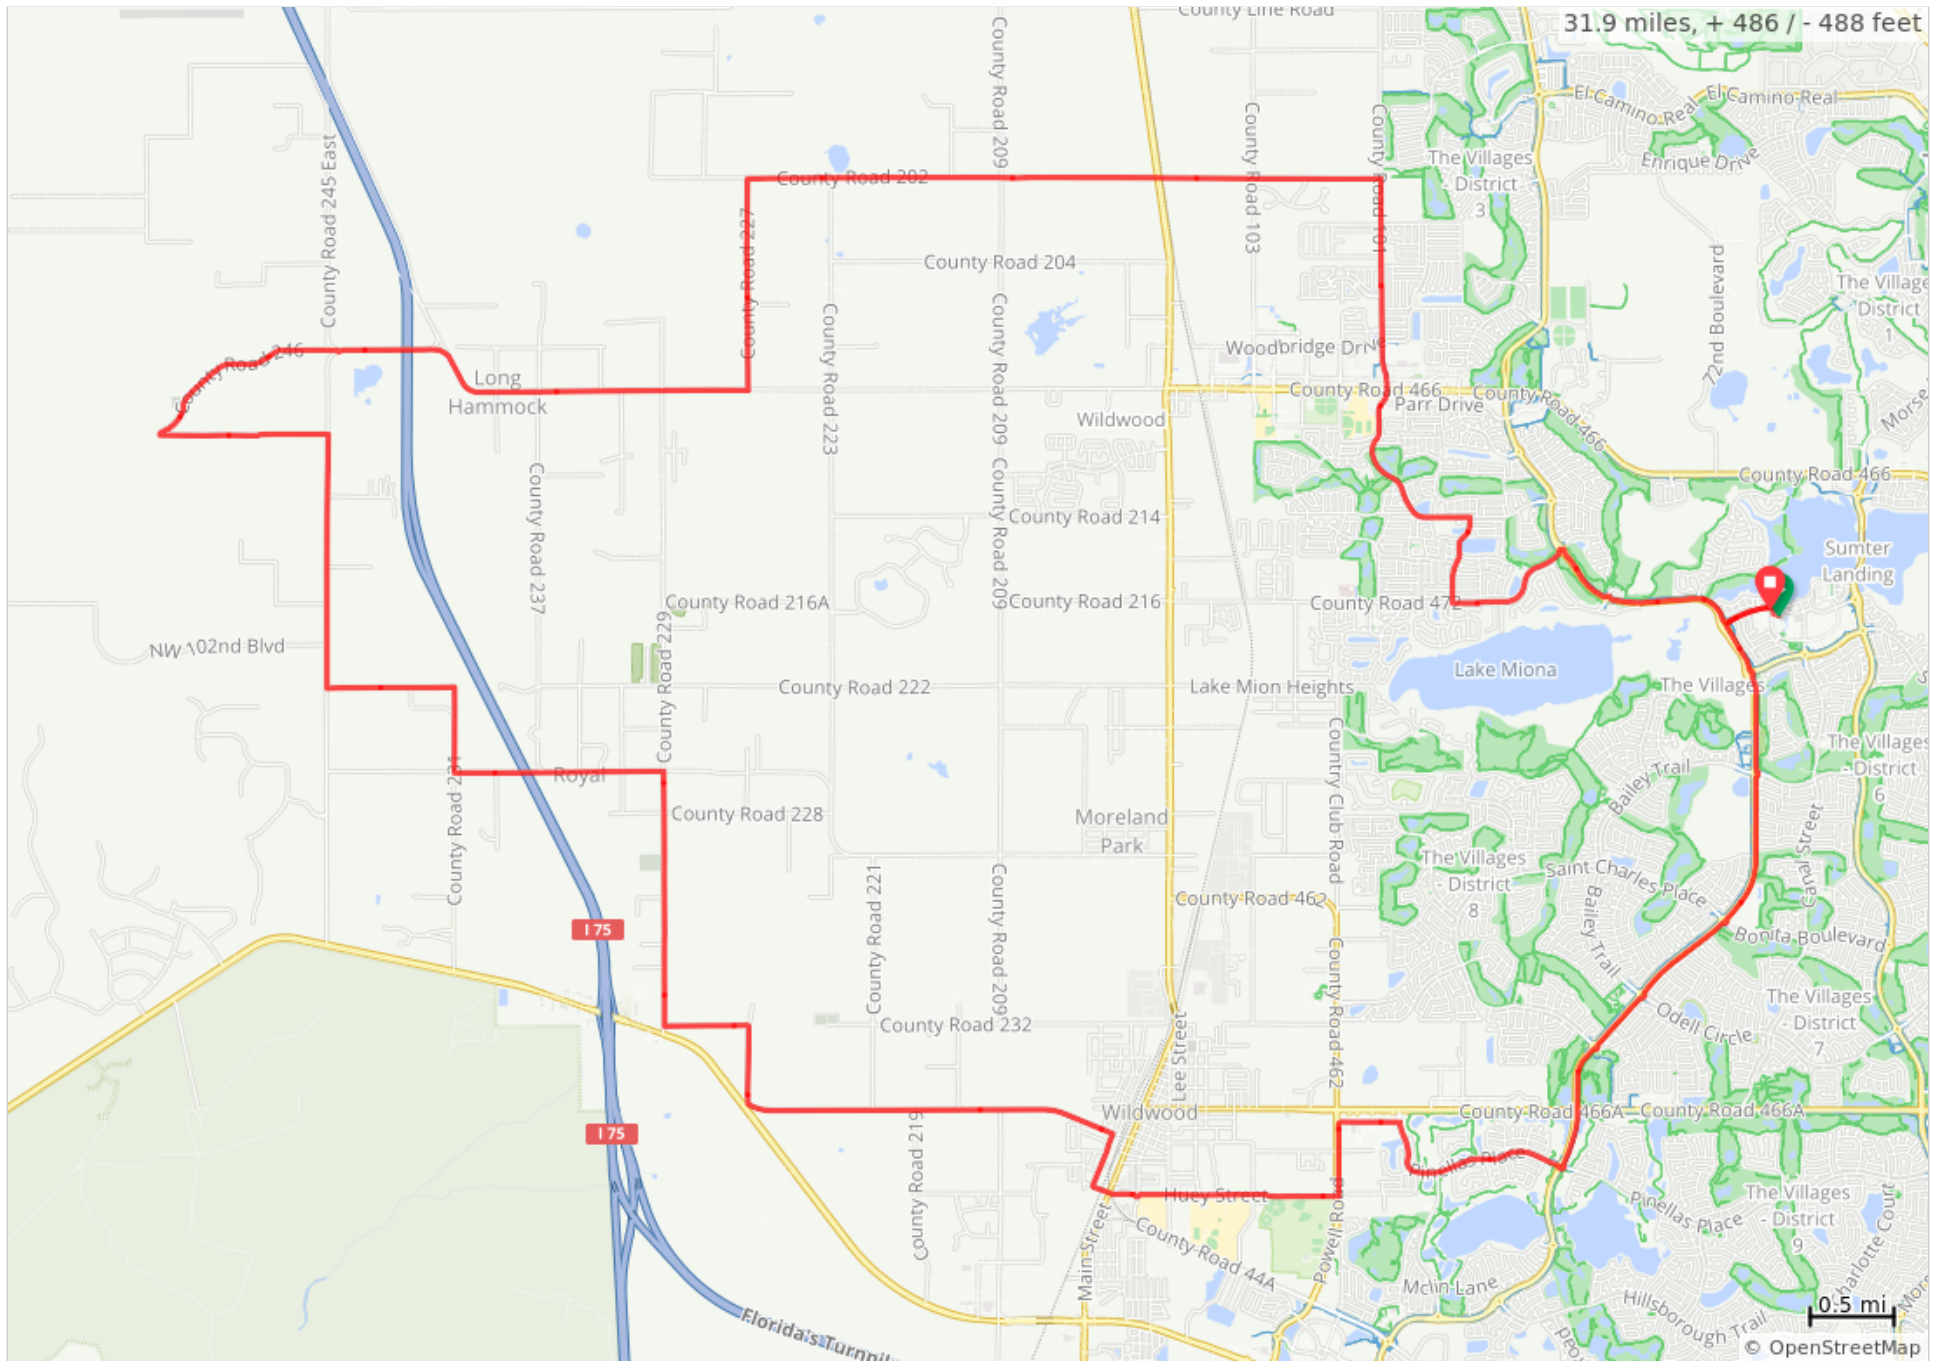 County Line Road
31.9 miles, + 486 / - 488 feet
County Road 209
El Camino Real
El Camino Real
County Road 245 East
County Road 103
County Road 101
The Villages
- District
3
Enrique Drive
County Road 202
County Road 227
72nd Boulevard
County Road 204
The Village
District
1
County Road 223
County Road 209
Woodbridge Drive
County Road 246
Long
Hammock
County Road 466
Parr Drive
County Road 466
Morse
Wildwood
County Road 466
County Road 237
County Road 209
County Road 214
Sumter
Landing
County Road 216A
County Road 216
County Road 472
County Road 229
Lake Miona
County Road 222
Lake Mion Heights
The Villages
Country Club Road
The Villages
- District
6
Bailey Trail
Royal
County Road 231
County Road 228
Moreland
Park
Canal Street
The Villages
- District
8
Saint Charles Place
Bailey Trail
County Road 221
County Road 209
County Road 462
I 75
Bonita Boulevard
County Road 462
The Villages
- District
7
Odell Circle
County Road 232
Lee Street
Wildwood
County Road 466A
County Road 466A
I 75
County Road 219
Pinellas Place
Huey Street
Pinellas Place
The Villages
- District
9
Powell Road
Main Street
County Road 44A
Charlotte Court
Mclin Lane
Hillsborough Trail
0.5 mi
Florida's Turnpi
© OpenStreetMap